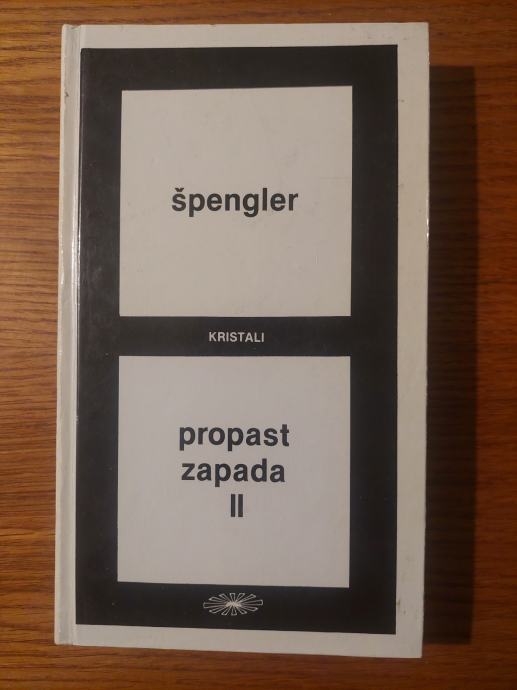 špengler
KRISTALI
propast
zapada
II